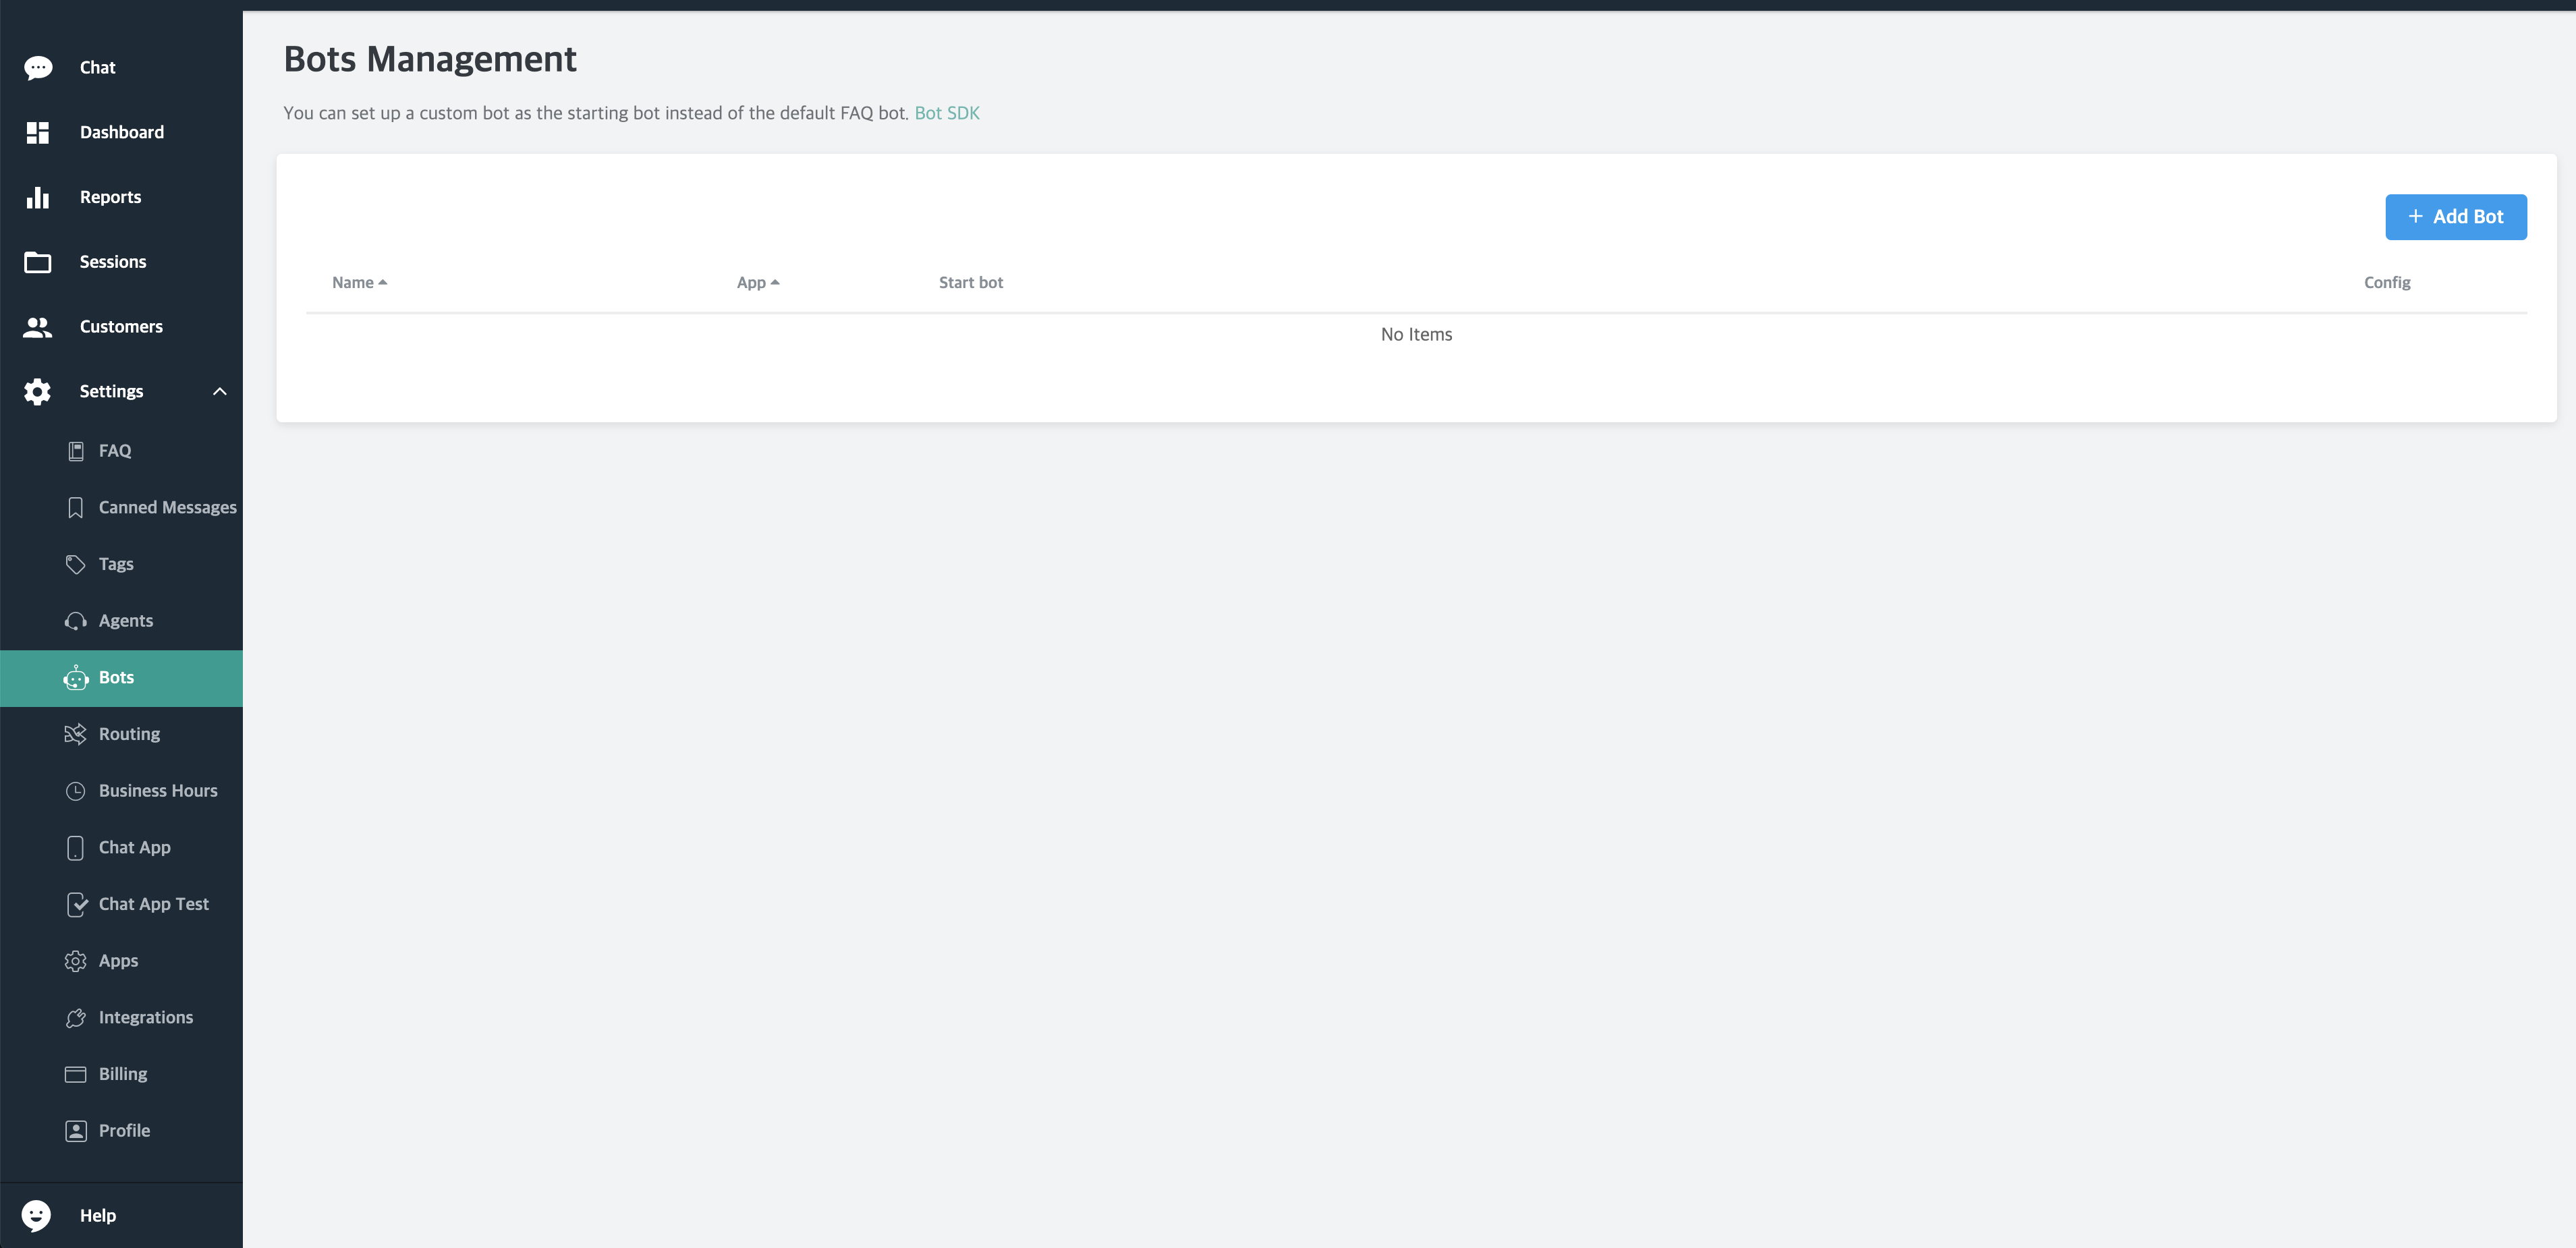 Chat
Dashboard
Reports
Sessions
Customers
Settings
FAQ
Canned Messages
Tags
Agents
Bots
Routing
Business Hours
Chat App
Chat App Test
Apps
Integrations
Billing
Profile
Help
Bots Management
You can set up a custom bot as the starting bot instead of the default FAQ bot. Bot SDK
+ Add Bot
Name App Start bot Config
No Items